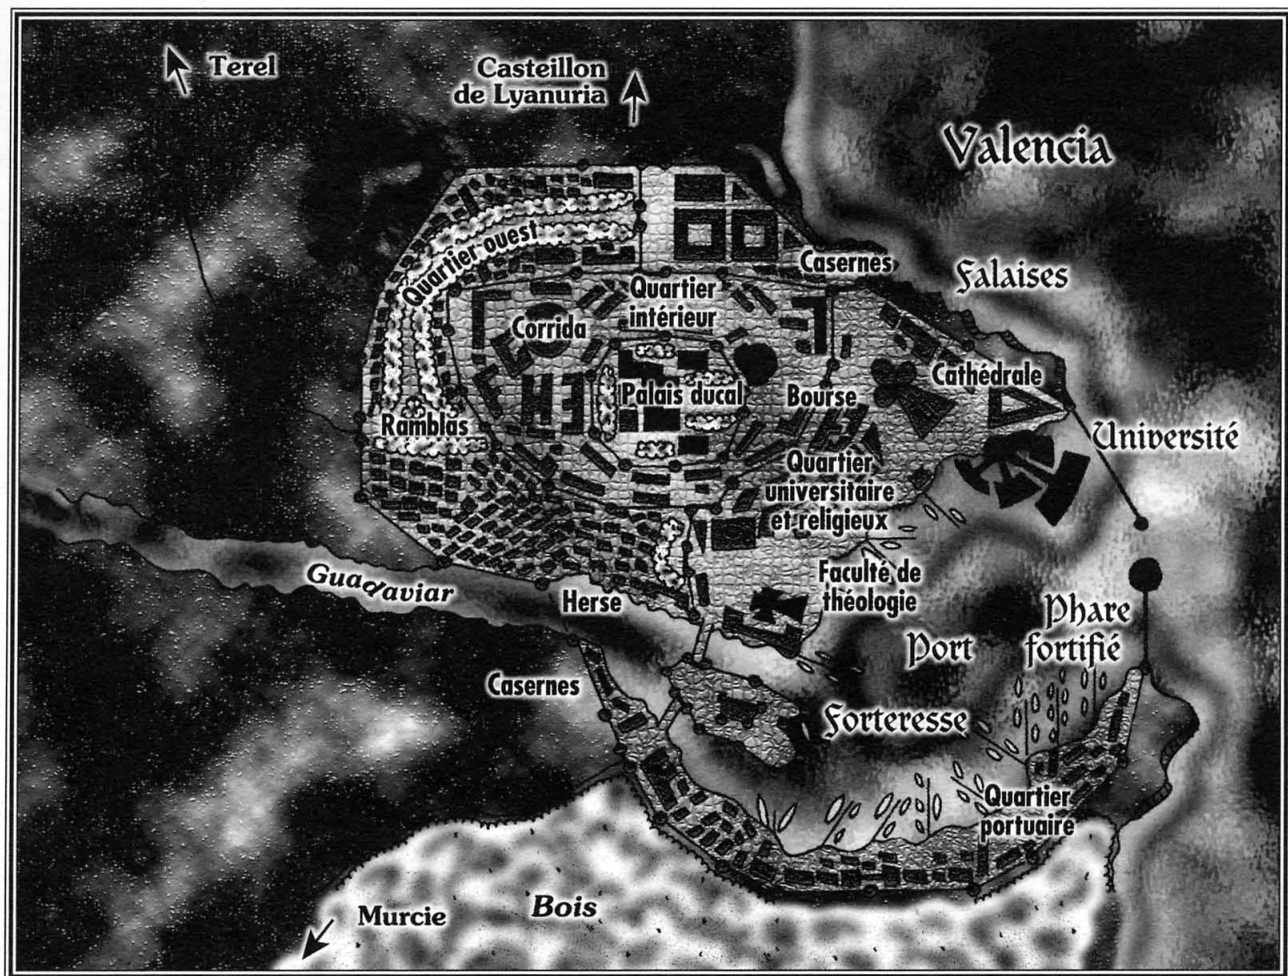 Terel
Casteillon
de Lyanuria
Valencia
Quartier ouest
Casernes
Falaises
Quartier
intérieur
Corrida
Cathédrale
Palais ducal
Bourse
Ramblas
Université
Quartier
universitaire
et religieux
Guadaviar
Herse
Faculté de
théologie
Phare
fortifié
Port
Casernes
Forteresse
Quartier
portuaire
Murcie
Bois